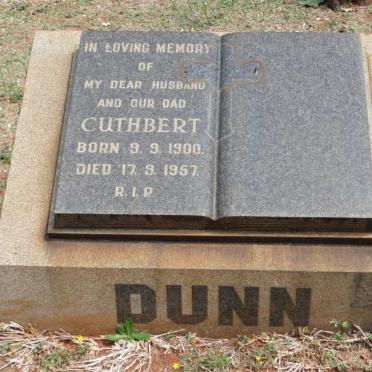 IN LOVING MEMORY
OF
MY DEAR HUSBAND
AND OUR DAD
CUTHBERT
BORN 9. 9. 1900.
DIED 17. 9. 1957.
R.I.P.
DUNN